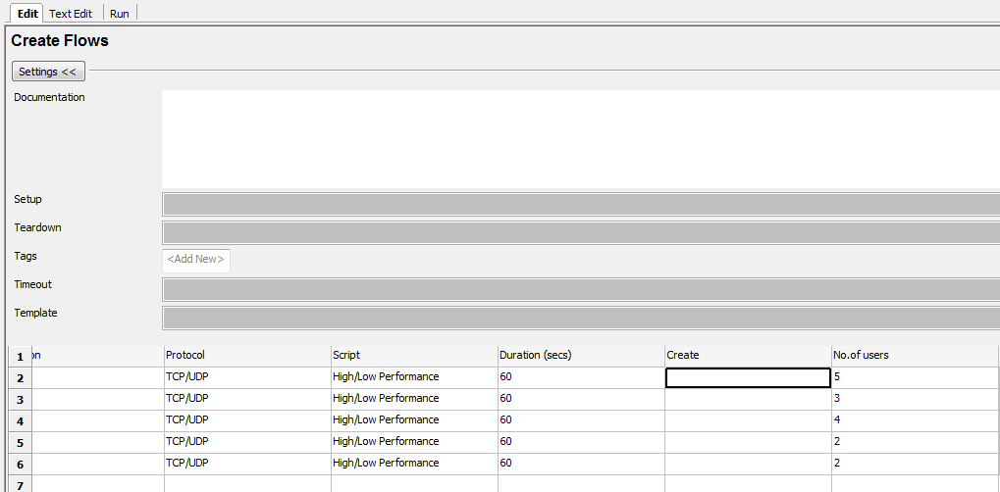 Edit Text Edit Run
Create Flows
Settings <<
Documentation
Setup
Teardown
Tags <Add New>
Timeout
Template
1 on Protocol Script Duration (secs) Create No.of users
2 TCP/UDP High/Low Performance 60 5
3 TCP/UDP High/Low Performance 60 3
4 TCP/UDP High/Low Performance 60 4
5 TCP/UDP High/Low Performance 60 2
6 TCP/UDP High/Low Performance 60 2
7